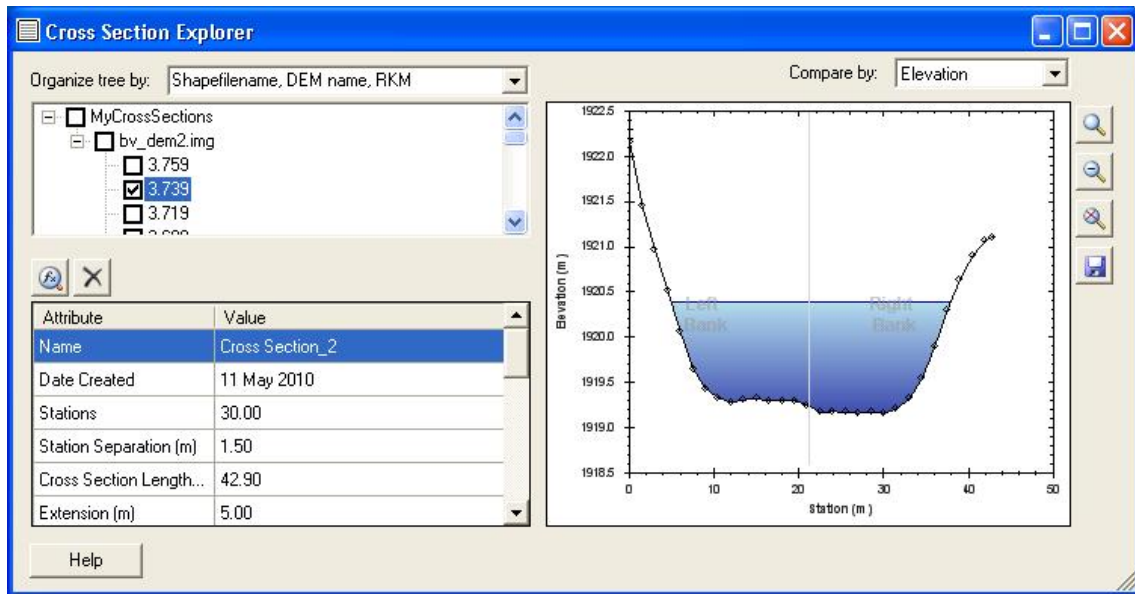 Cross Section Explorer
Organize tree by: Shapefilename, DEM name, RKM
Compare by: Elevation
MyCrossSections
bv_dem2.img
3.759
3.739
3.719
Attribute Value
Name Cross Section_2
Date Created 11 May 2010
Stations 30.00
Station Separation (m) 1.50
Cross Section Length... 42.90
Extension (m) 5.00
Help
1922.5
1922.0
1921.5
1921.0
1920.5
1920.0
1919.5
1919.0
1918.5
Elevation (m)
Left Bank
Right Bank
0 10 20 30 40 50
Station (m)